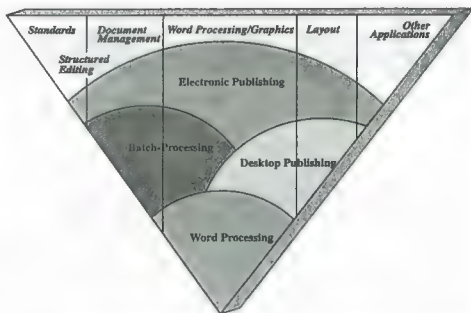 Standards
Document
Management
Word Processing/Graphics
Layout
Other
Applications
Structured
Editing
Electronic Publishing
Batch-Processing
Desktop Publishing
Word Processing